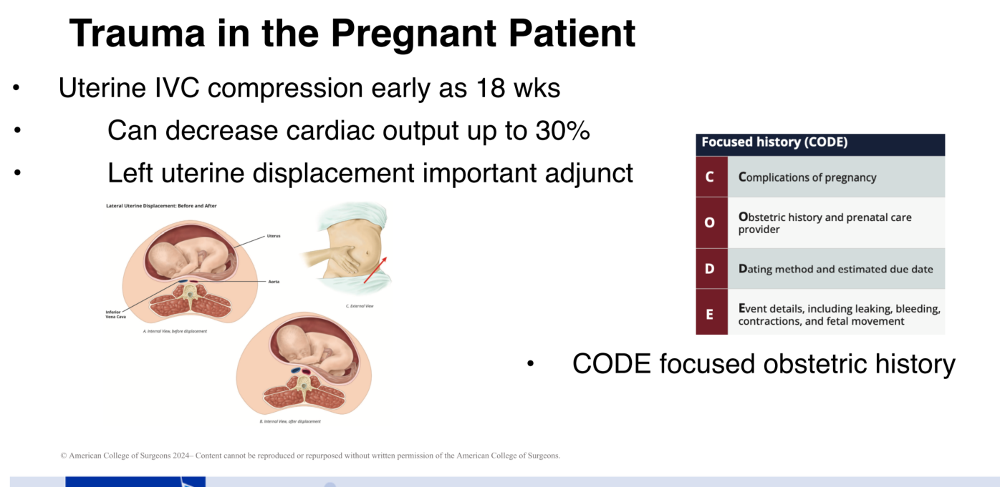 Trauma in the Pregnant Patient
• Uterine IVC compression early as 18 wks
• Can decrease cardiac output up to 30%
• Left uterine displacement important adjunct
Lateral Uterine Displacement: Before and After
Uterus
Aorta
Inferior
Vena Cava
A. Internal View, before displacement
C. External View
B. Internal View, after displacement
Focused history (CODE)
C Complications of pregnancy
O Obstetric history and prenatal care
provider
D Dating method and estimated due date
E Event details, including leaking, bleeding,
contractions, and fetal movement
• CODE focused obstetric history
© American College of Surgeons 2024– Content cannot be reproduced or repurposed without written permission of the American College of Surgeons.